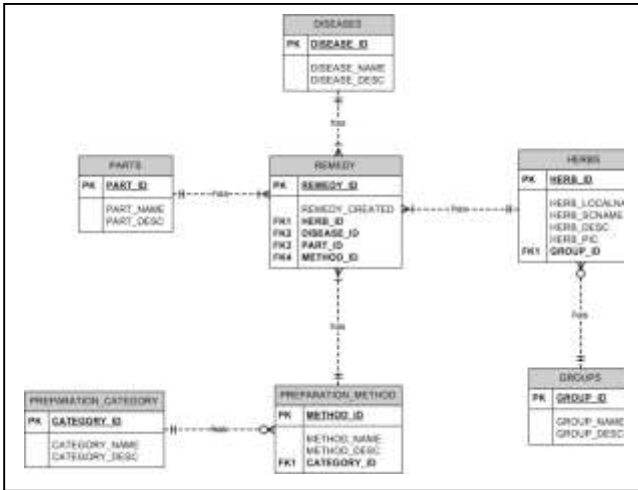 DISEASES
PK DISEASE_ID
DISEASE_NAME
DISEASE_DESC
Has
PARTS
PK PART_ID
PART_NAME
PART_DESC
Has
REMEDY
PK REMEDY_ID
REMEDY_CREATED
FK1 HERB_ID
FK2 DISEASE_ID
FK3 PART_ID
FK4 METHOD_ID
Has
HERBS
PK HERB_ID
HERB_LOCALNA
HERB_SCNAME
HERB_DESC
HERB_PIC
FK1 GROUP_ID
Has
Has
GROUPS
PK GROUP_ID
GROUP_NAME
GROUP_DESC
PREPARATION_CATEGORY
PK CATEGORY_ID
CATEGORY_NAME
CATEGORY_DESC
Has
PREPARATION_METHOD
PK METHOD_ID
METHOD_NAME
METHOD_DESC
FK1 CATEGORY_ID